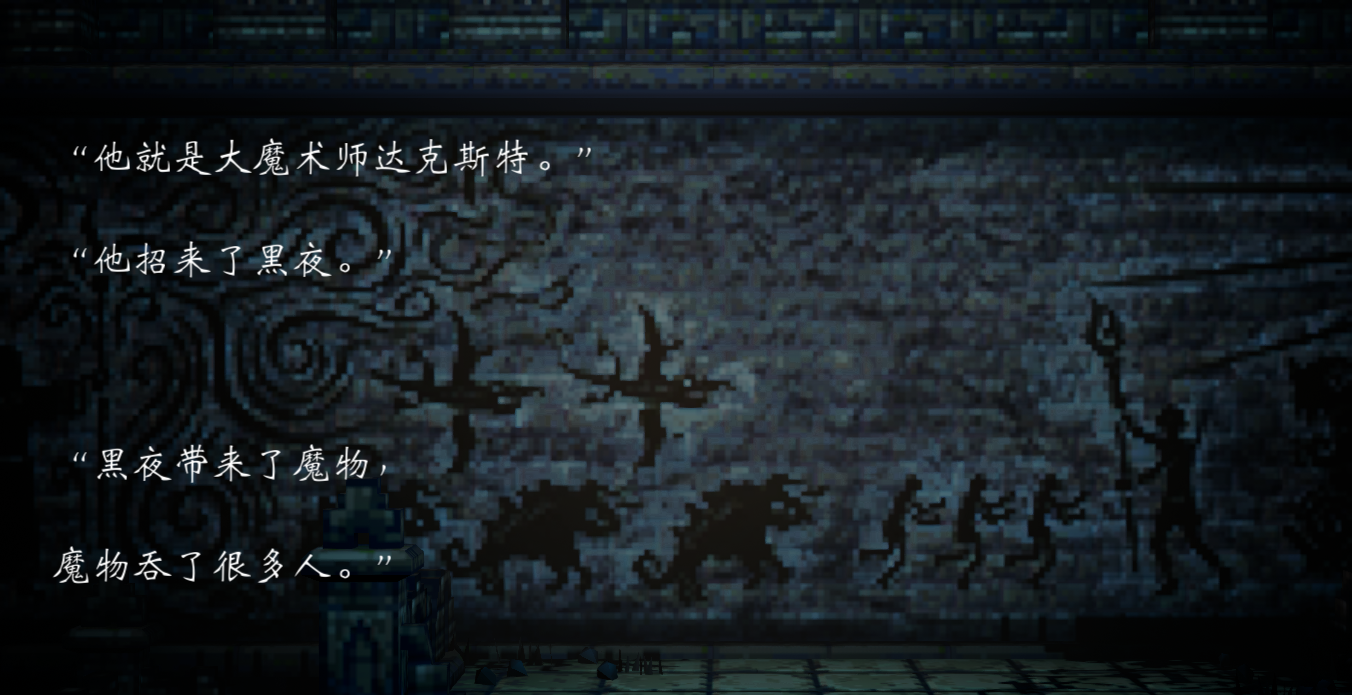 “他就是大魔术师达克斯特。”
“他招来了黑夜。”
“黑夜带来了魔物，
魔物吞了很多人。”